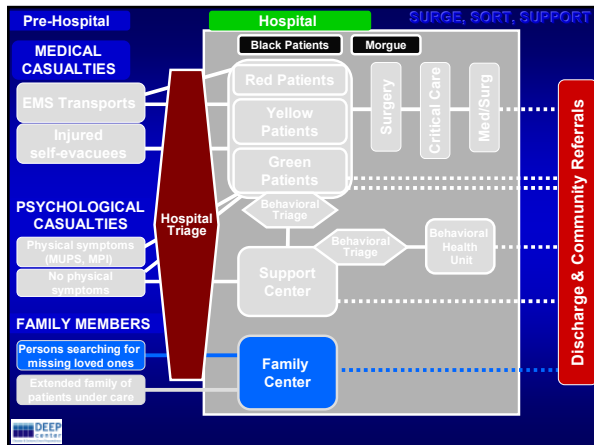 Pre-Hospital
Hospital
SURGE, SORT, SUPPORT
MEDICAL
CASUALTIES
EMS Transports
Injured
self-evacuees
PSYCHOLOGICAL
CASUALTIES
Physical symptoms
(MUPS, MPI)
No physical
symptoms
FAMILY MEMBERS
Persons searching for
missing loved ones
Extended family of
patients under care
Hospital
Triage
Black Patients
Morgue
Red Patients
Yellow
Patients
Green
Patients
Surgery
Critical Care
Med/Surg
Behavioral
Triage
Behavioral
Triage
Behavioral
Health
Unit
Support
Center
Family
Center
Discharge & Community Referrals
DEEP
center